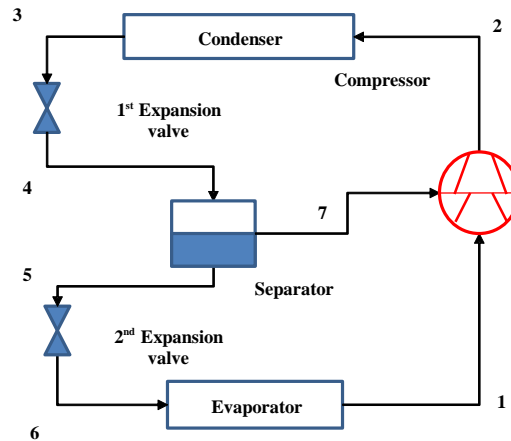 3
2
Condenser
Compressor
1st Expansion
valve
4
7
5
Separator
2nd Expansion
valve
Evaporator
1
6